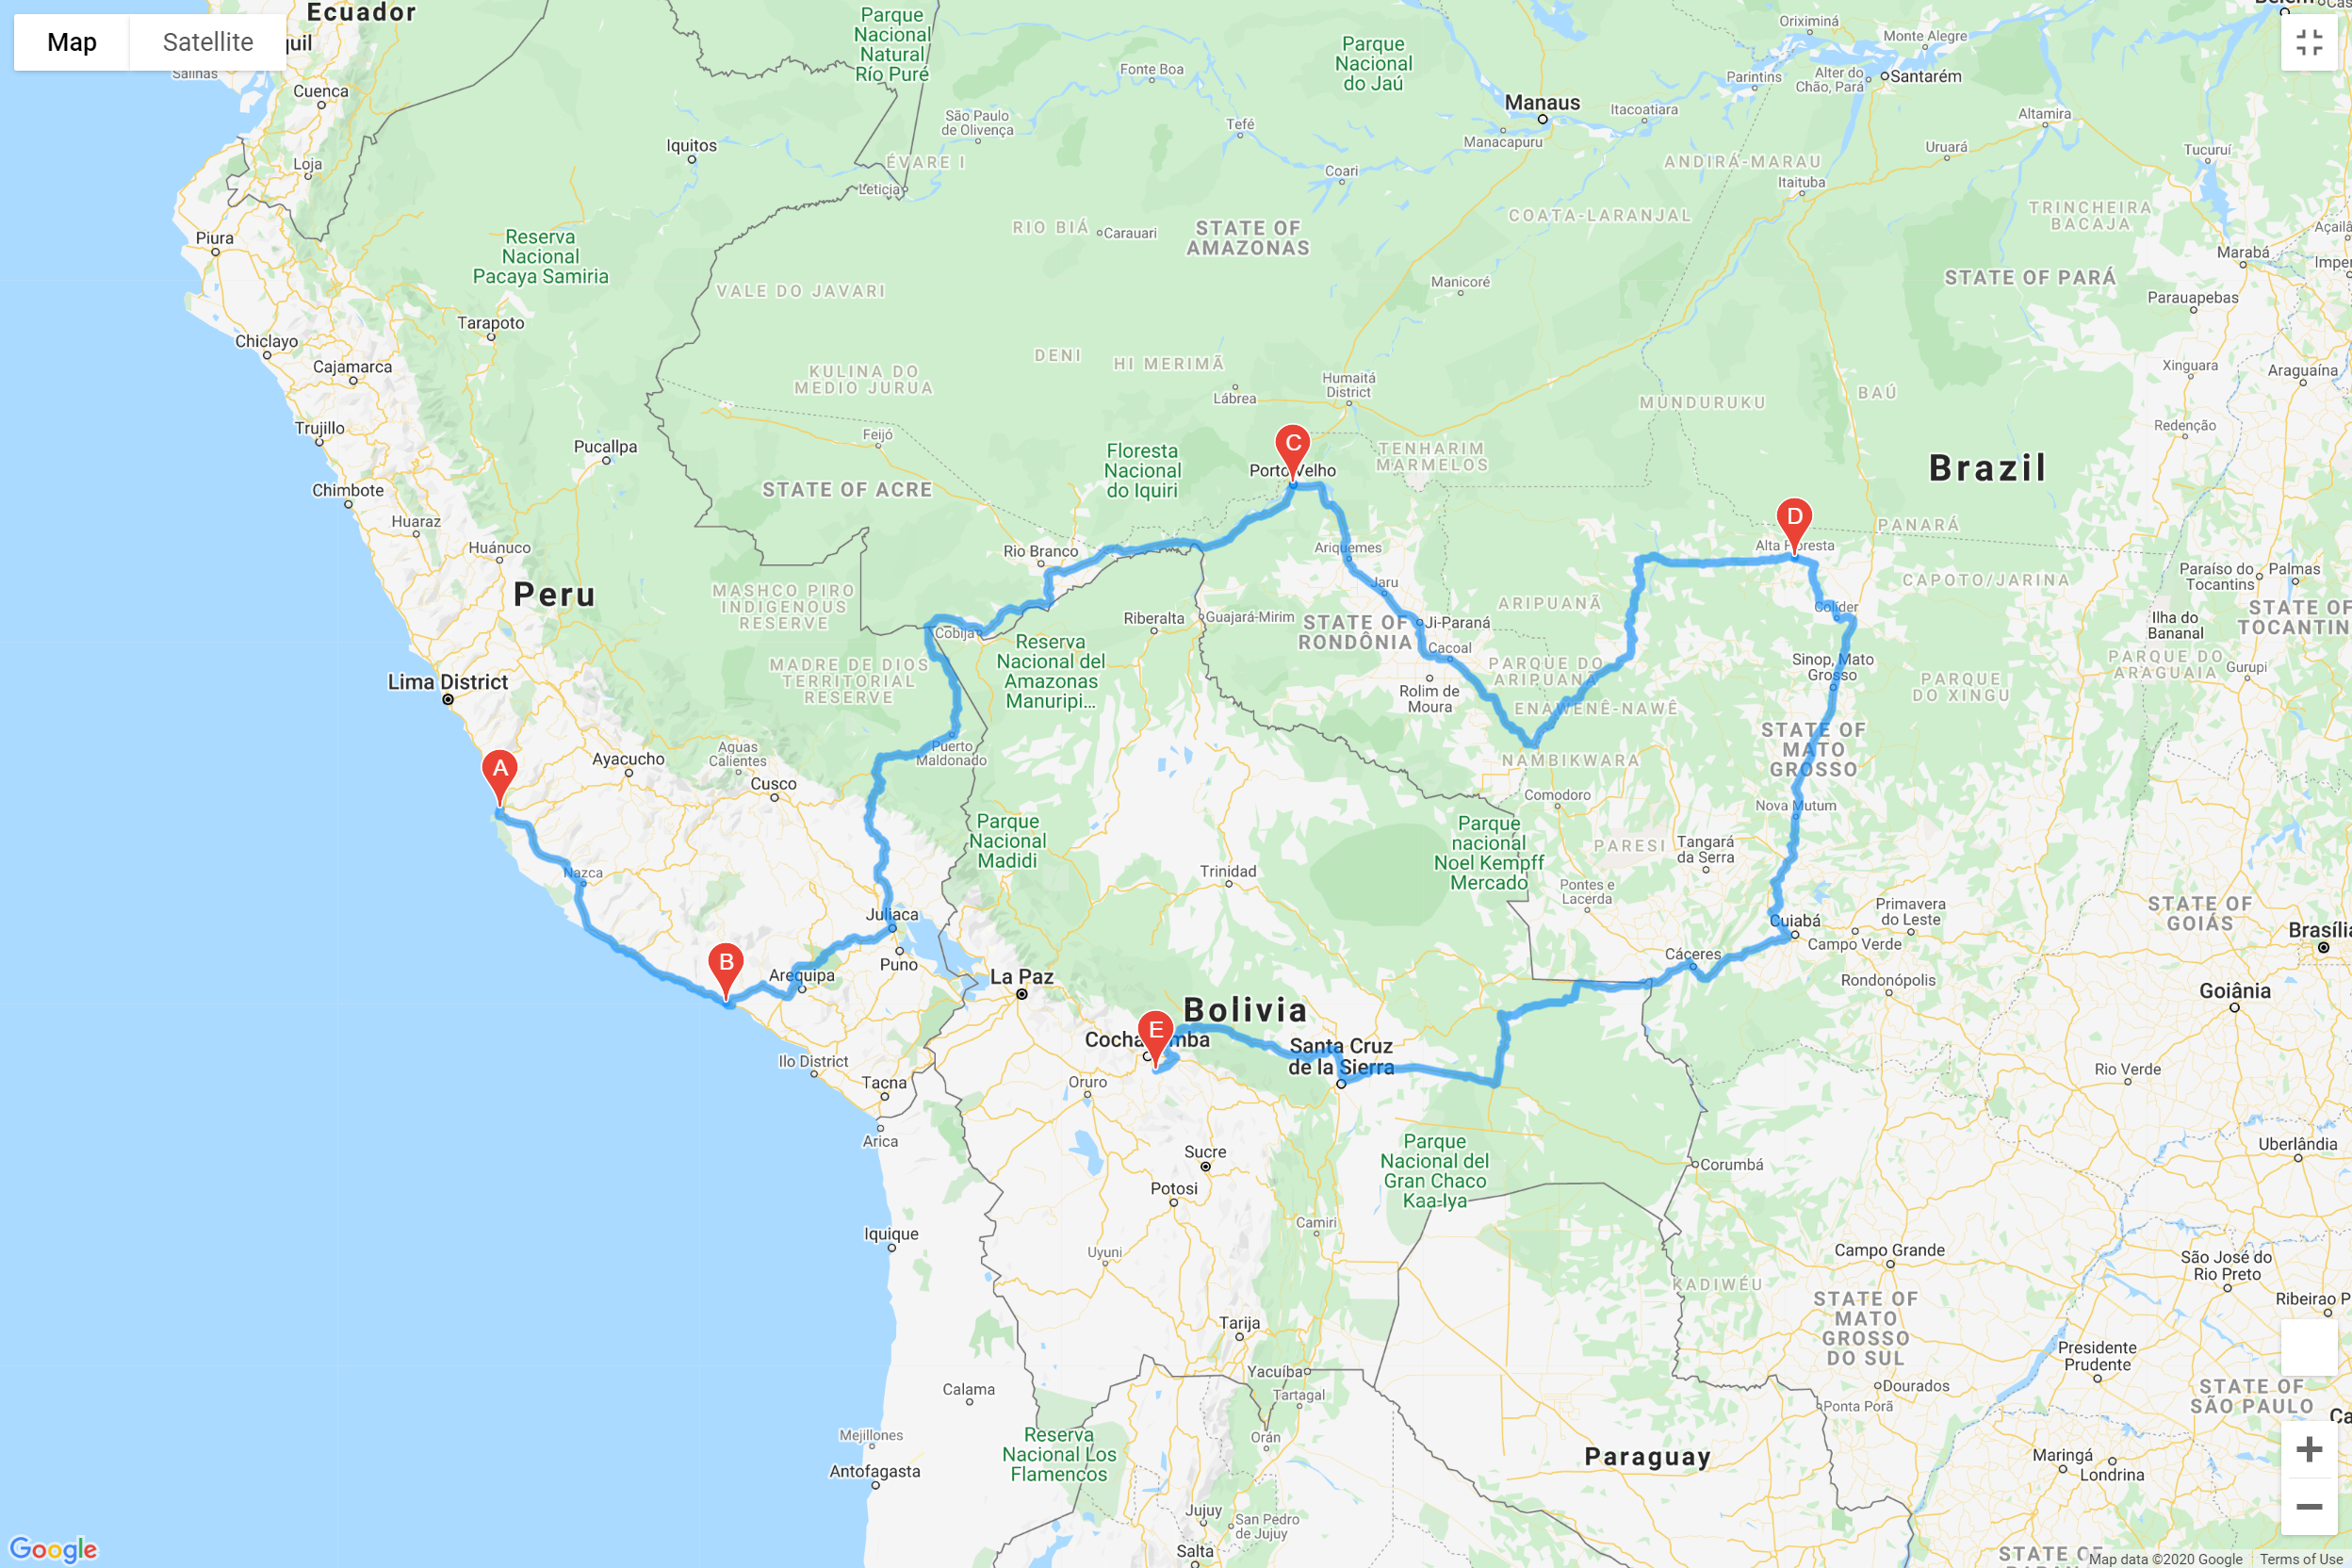 Map
Satellite
Ecuador
Salinas
Cuenca
Loja
Piura
Chiclayo
Cajamarca
Trujillo
Chimbote
Huaraz
Huánuco
Tarapoto
Pucallpa
Iquitos
Reserva
Nacional
Pacaya Samiria
Parque
Nacional
Natural
Río Puré
São Paulo
de Olivença
Fonte Boa
Tefé
Coari
ÉVARE I
Leticia
Parque
Nacional
do Jaú
Manaus
Manacapuru
Itacoatiara
Parintins
Oriximiná
Monte Alegre
Alter do
Chão, Pará
Santarém
Altamira
Uruará
Itaituba
Tucuruí
ANDIRÁ-MARAU
COATA-LARANJAL
TRINCHEIRA
BACAJA
RIO BIÁ
Carauari
STATE OF
AMAZONAS
Manicoré
STATE OF PARÁ
Marabá
Parauapebas
Xinguara
Araguaína
Redenção
VALE DO JAVARI
DENI
HI MERIMÃ
KULINA DO
MEDIO JURUA
Lábrea
Humaitá
District
MUNDURUKU
BAÚ
Feijó
STATE OF ACRE
Floresta
Nacional
do Iquiri
C
Porto Velho
TENHARIM
MARMELOS
Brazil
D
Alta Floresta
PANARÁ
CAPOTO/JARINA
Paraíso do
Tocantins
Palmas
STATE OF
Ilha do
Bananal
PARQUE DO
ARAGUAIA
Gurupi
PARQUE
DO XINGU
Colíder
Sinop, Mato
Grosso
STATE OF
MATO
GROSSO
Nova Mutum
Rio Branco
Ariquemes
Jaru
ARIPUANÃ
STATE OF
RONDÔNIA
Ji-Paraná
Cacoal
PARQUE DO
ARIPUANÃ
Rolim de
Moura
ENAWENÊ-NAWÊ
NAMBIKWARA
Comodoro
PARESI
Tangará
da Serra
Pontes e
Lacerda
Riberalta
Guajará-Mirim
Cobija
Reserva
Nacional del
Amazonas
Manuripi...
Peru
MASHCO PIRO
INDIGENOUS
RESERVE
MADRE DE DIOS
TERRITORIAL
RESERVE
Lima District
A
Ayacucho
Aguas
Calientes
Cusco
Puerto
Maldonado
Nazca
Parque
Nacional
Madidi
Trinidad
Parque
nacional
Noel Kempff
Mercado
Juliaca
Puno
B
Arequipa
La Paz
Bolivia
E
Cochabamba
Santa Cruz
de la Sierra
Cáceres
Cuiabá
Campo Verde
Primavera
do Leste
Rondonópolis
STATE OF
GOIÁS
Goiânia
Rio Verde
Uberlândia
Ilo District
Tacna
Arica
Oruro
Sucre
Potosi
Parque
Nacional del
Gran Chaco
Kaa-Iya
Corumbá
Camiri
Iquique
Uyuni
Tarija
Yacuíba
Tartagal
Orán
KADIWÉU
Campo Grande
STATE OF
MATO
GROSSO
DO SUL
Dourados
Ponta Porã
São José do
Rio Preto
Presidente
Prudente
STATE OF
SÃO PAULO
Maringá
Londrina
Calama
Mejillones
Antofagasta
Reserva
Nacional Los
Flamencos
Jujuy
San Pedro
de Jujuy
Salta
Paraguay
Google
Map data ©2020 Google
Terms of Use